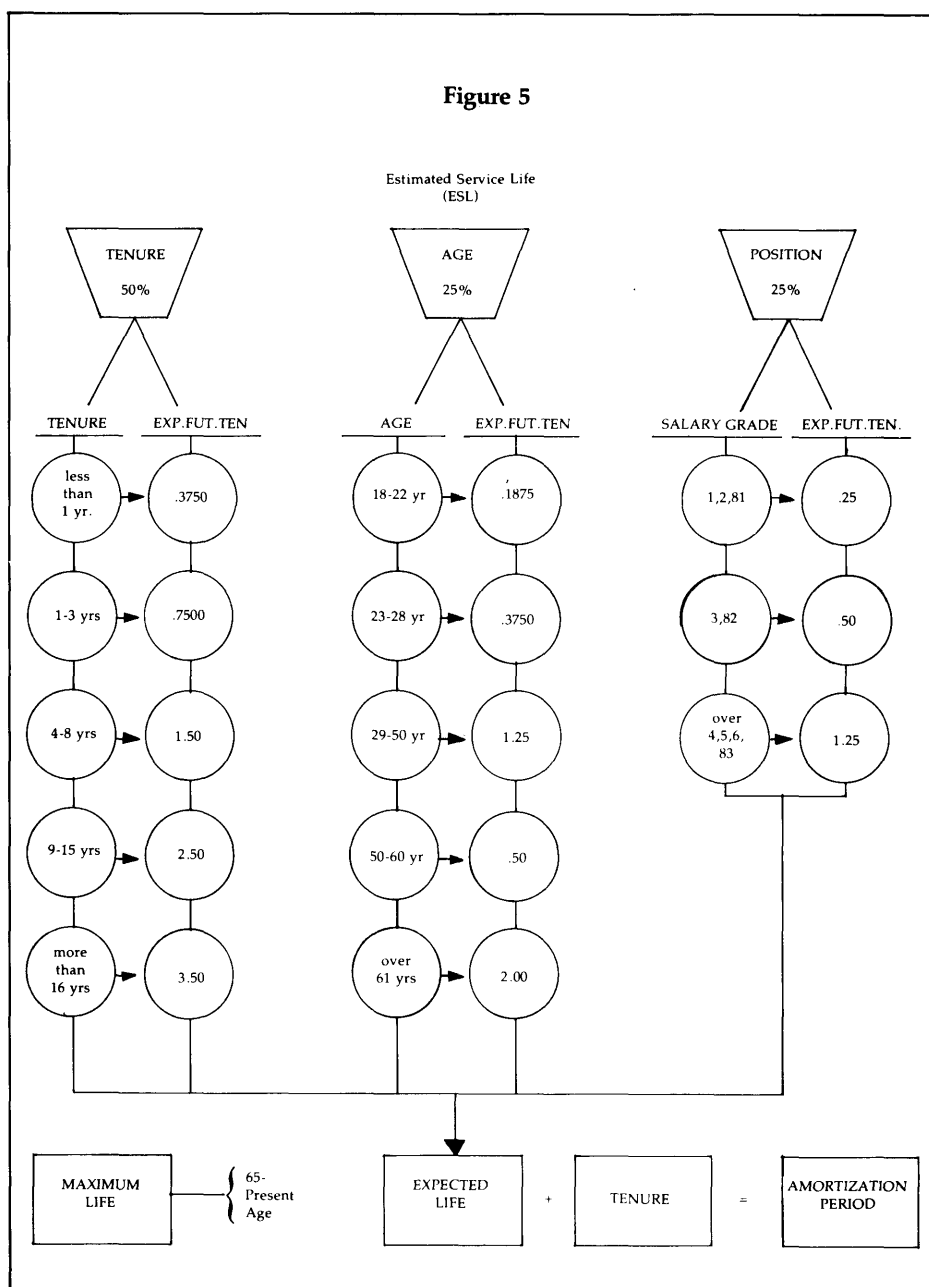 Figure 5
Estimated Service Life
(ESL)
TENURE
50%
AGE
25%
POSITION
25%
TENURE EXP.FUT.TEN
less
than
1 yr.
.3750
1-3 yrs
.7500
4-8 yrs
1.50
9-15 yrs
2.50
more
than
16 yrs
3.50
AGE EXP.FUT.TEN
18-22 yr
.1875
23-28 yr
.3750
29-50 yr
1.25
50-60 yr
.50
over
61 yrs
2.00
SALARY GRADE EXP.FUT.TEN.
1,2,81
.25
3,82
.50
over
4,5,6,
83
1.25
MAXIMUM
LIFE
65-
Present
Age
EXPECTED
LIFE
+
TENURE
=
AMORTIZATION
PERIOD